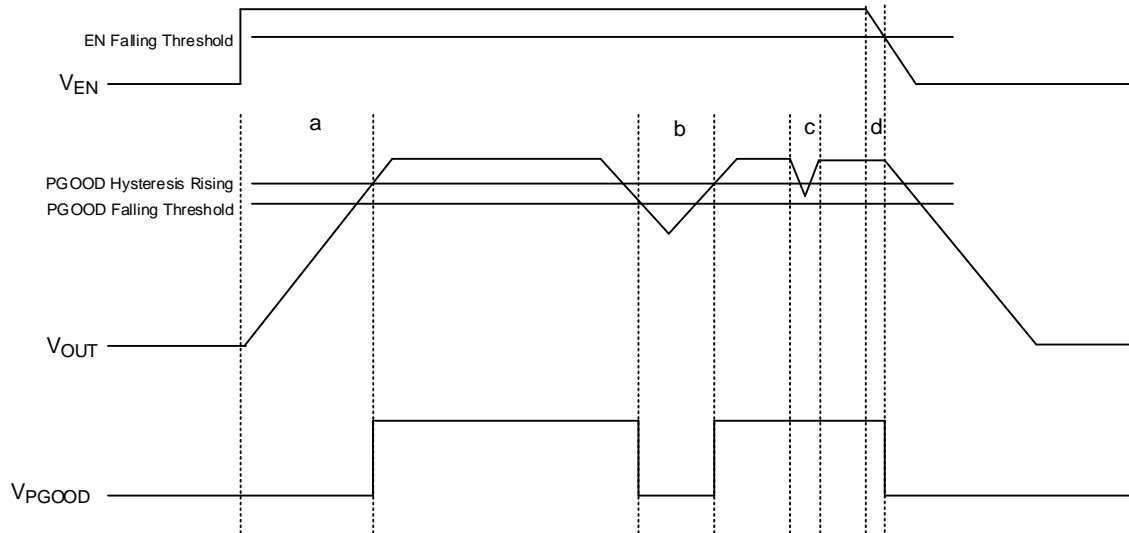 EN Falling Threshold
VEN
a
b
c
d
PGOOD Hysteresis Rising
PGOOD Falling Threshold
VOUT
VPGOOD